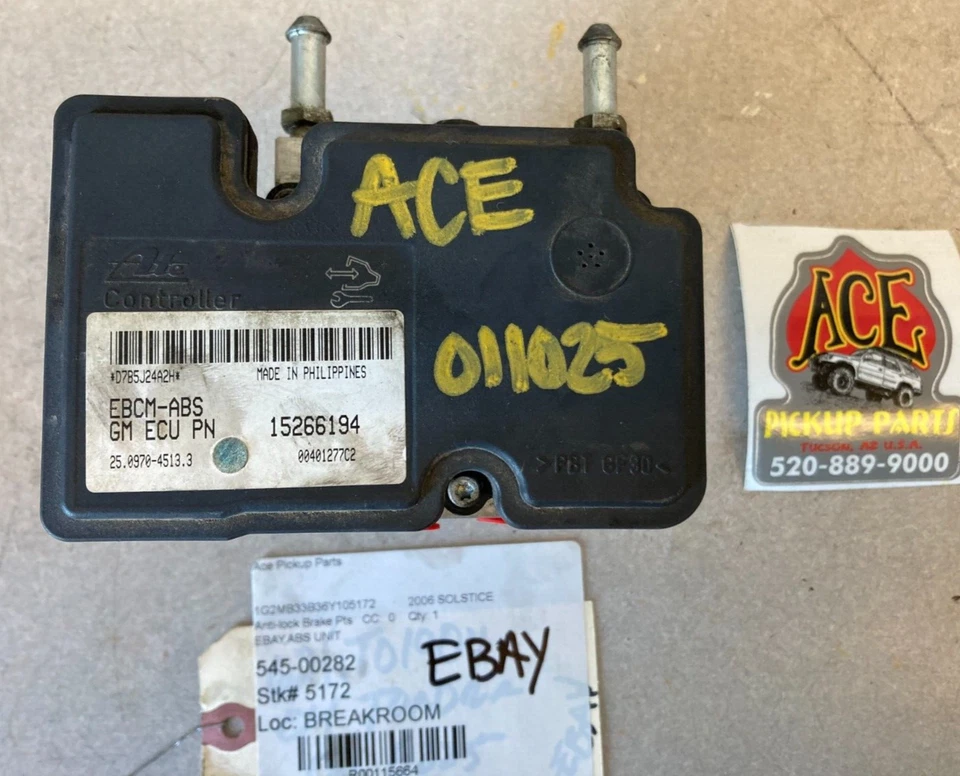 ACE
Ate
Controller
*D7B5J24A2H*
MADE IN PHILIPPINES
EBCM-ABS
GM ECU PN 15266194
25.0970-4513.3
00401277C2
011025
ACE
PICKUP PARTS
TUCSON, AZ U.S.A.
520-889-9000
Ace Pickup Parts
1G2MB33B36Y105172 2006 SOLSTICE
Anti-lock Brake Pts CC: 0 Qty: 1
EBAY ABS UNIT
545-00282
EBAY
Stk# 5172
Loc: BREAKROOM
R00115664